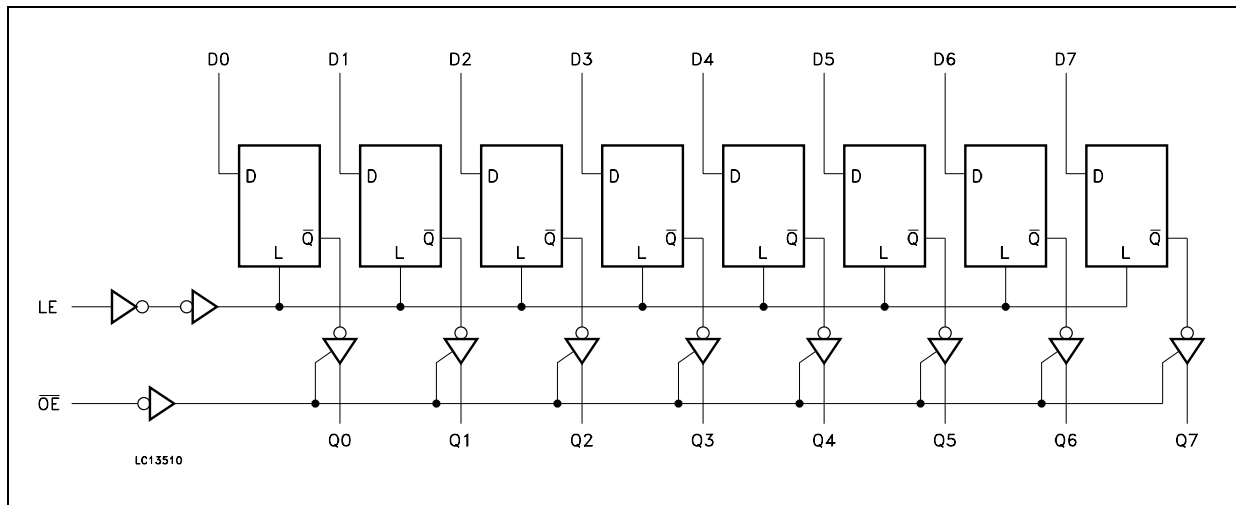 D0 D1 D2 D3 D4 D5 D6 D7
D D D D D D D D
Q̅ Q̅ Q̅ Q̅ Q̅ Q̅ Q̅ Q̅
L L L L L L L L
LE
O̅E̅
Q0 Q1 Q2 Q3 Q4 Q5 Q6 Q7
LC13510